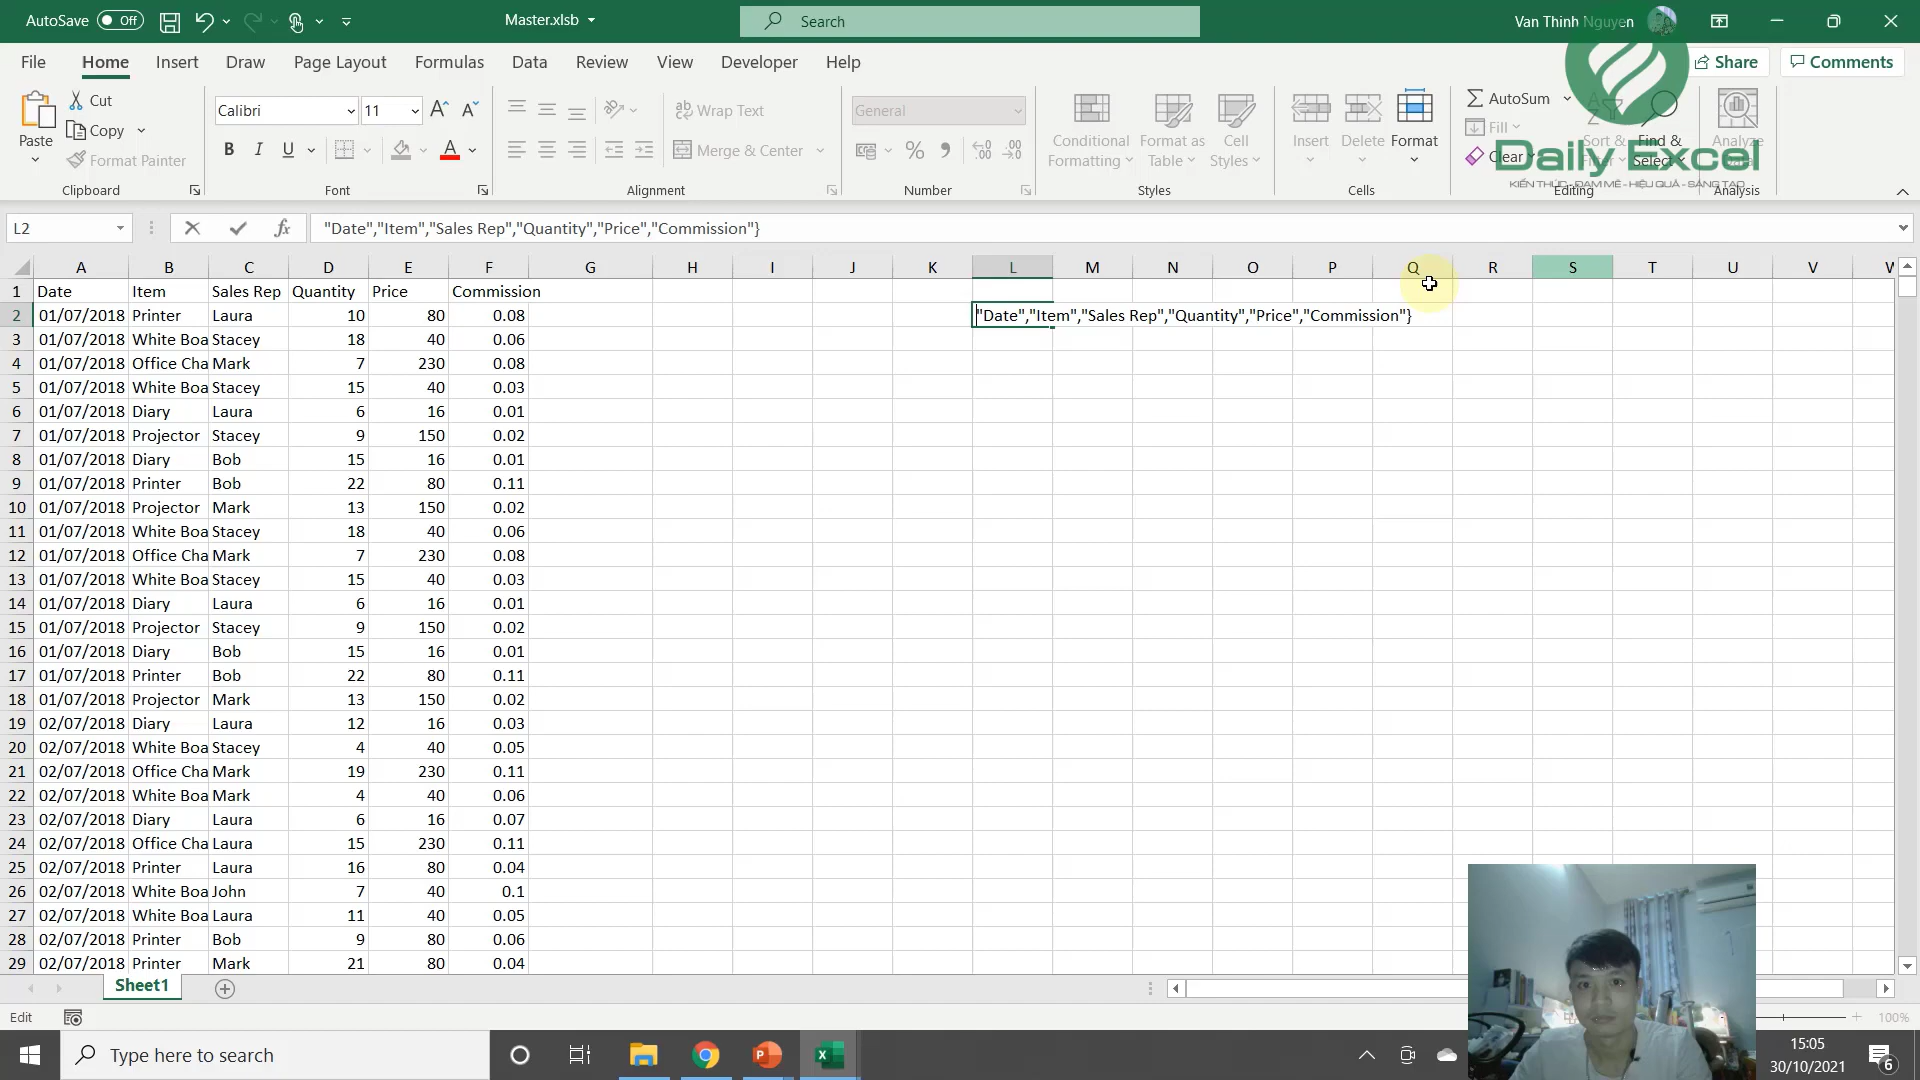 AutoSave Off Master.xlsb Search Van Thinh Nguyen
File Home Insert Draw Page Layout Formulas Data Review View Developer Help Share Comments
Paste Cut Copy Format Painter Clipboard
Calibri 11 B I U A Font
Wrap Text Merge & Center Alignment
General % Number
Conditional Formatting Format as Table Cell Styles Styles
Insert Delete Format Cells
AutoSum Fill Clear Sort & Find & Select Editing
Analyze Analysis
Daily Excel
KIẾN THỨC - ĐAM MÊ - HIỆU QUẢ - SÁNG TẠO
L2 fx "Date","Item","Sales Rep","Quantity","Price","Commission"}
A B C D E F G H I J K L M N O P Q R S T U V W
1 Date Item Sales Rep Quantity Price Commission
2 01/07/2018 Printer Laura 10 80 0.08 "Date","Item","Sales Rep","Quantity","Price","Commission"}
3 01/07/2018 White Boa Stacey 18 40 0.06
4 01/07/2018 Office Cha Mark 7 230 0.08
5 01/07/2018 White Boa Stacey 15 40 0.03
6 01/07/2018 Diary Laura 6 16 0.01
7 01/07/2018 Projector Stacey 9 150 0.02
8 01/07/2018 Diary Bob 15 16 0.01
9 01/07/2018 Printer Bob 22 80 0.11
10 01/07/2018 Projector Mark 13 150 0.02
11 01/07/2018 White Boa Stacey 18 40 0.06
12 01/07/2018 Office Cha Mark 7 230 0.08
13 01/07/2018 White Boa Stacey 15 40 0.03
14 01/07/2018 Diary Laura 6 16 0.01
15 01/07/2018 Projector Stacey 9 150 0.02
16 01/07/2018 Diary Bob 15 16 0.01
17 01/07/2018 Printer Bob 22 80 0.11
18 01/07/2018 Projector Mark 13 150 0.02
19 02/07/2018 Diary Laura 12 16 0.03
20 02/07/2018 White Boa Stacey 4 40 0.05
21 02/07/2018 Office Cha Mark 19 230 0.11
22 02/07/2018 White Boa Mark 4 40 0.06
23 02/07/2018 Diary Laura 6 16 0.07
24 02/07/2018 Office Cha Laura 15 230 0.11
25 02/07/2018 Printer Laura 16 80 0.04
26 02/07/2018 White Boa John 7 40 0.1
27 02/07/2018 White Boa Laura 11 40 0.05
28 02/07/2018 Printer Bob 9 80 0.06
29 02/07/2018 Printer Mark 21 80 0.04
Sheet1
Edit 100%
Type here to search 15:05
30/10/2021 6